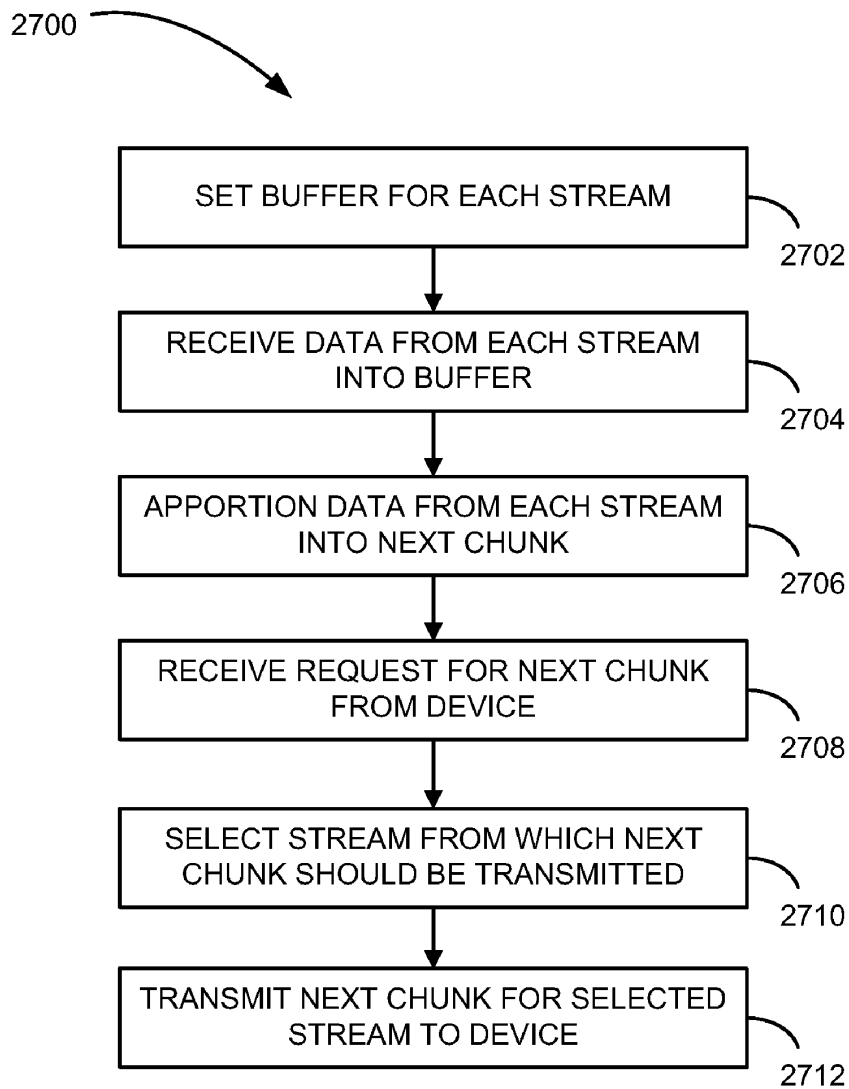 2700
SET BUFFER FOR EACH STREAM
2702
RECEIVE DATA FROM EACH STREAM
INTO BUFFER
2704
APPORTION DATA FROM EACH STREAM
INTO NEXT CHUNK
2706
RECEIVE REQUEST FOR NEXT CHUNK
FROM DEVICE
2708
SELECT STREAM FROM WHICH NEXT
CHUNK SHOULD BE TRANSMITTED
2710
TRANSMIT NEXT CHUNK FOR SELECTED
STREAM TO DEVICE
2712